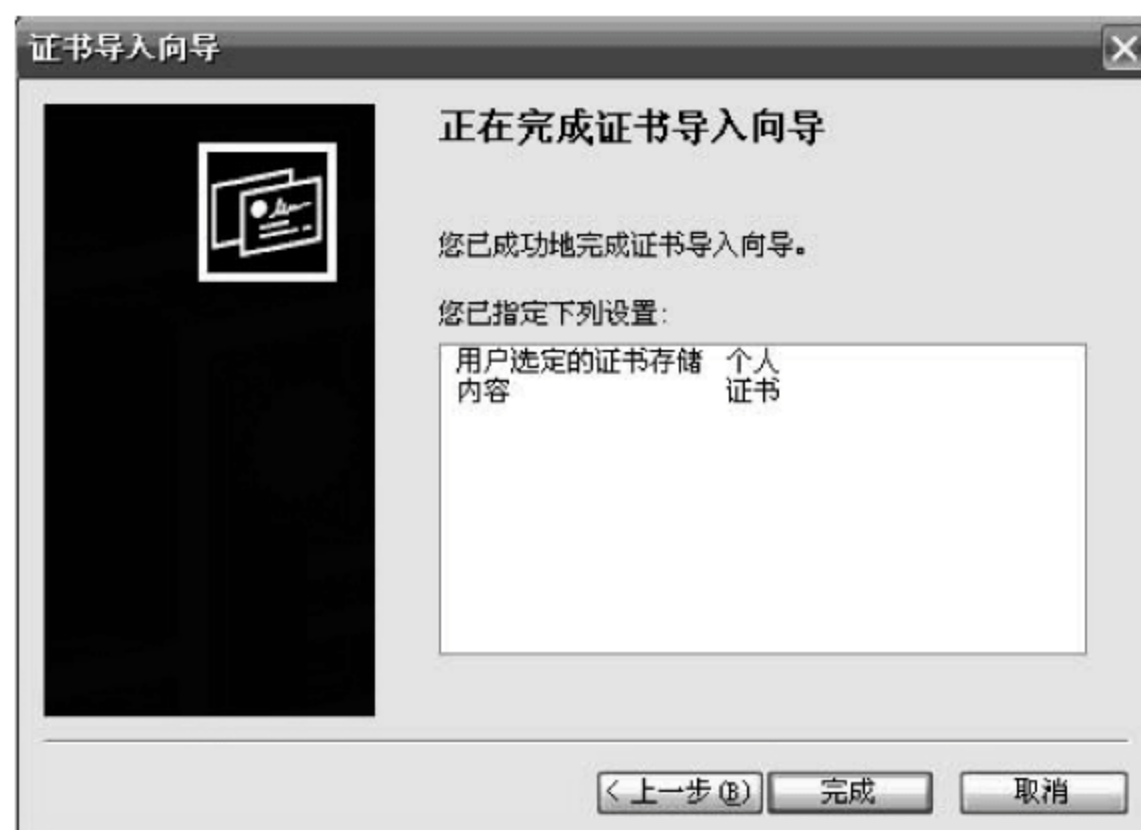 证书导入向导
正在完成证书导入向导
您已成功地完成证书导入向导。
您已指定下列设置:
用户选定的证书存储 个人
内容 证书
< 上一步(B) 完成 取消